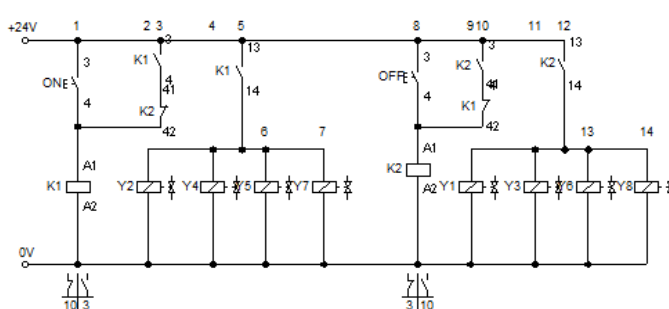 1 2 3 4 5 8 9 10 11 12
+24V
3 3 13 3 3 13
ONE K1 K1 OFFE K2 K2
4 4 14 4 14
41 41
K2 K1
42 42
6 7 13 14
A1 A1
K1 Y2 Y4 Y5 Y7 K2 Y1 Y3 Y6 Y8
A2 A2
0V
10 3 3 10